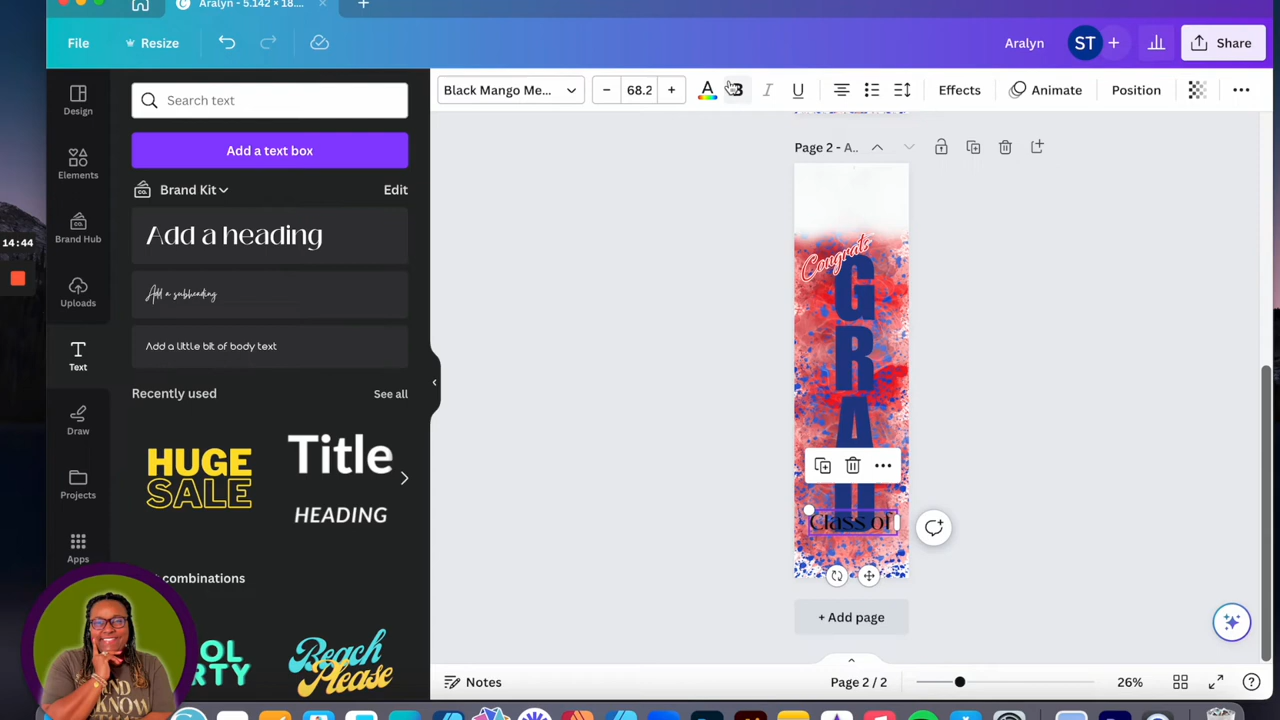 Aralyn - 5.142 × 18....
File
Resize
Aralyn
ST
Share
Design
Elements
Brand Hub
Uploads
Text
Draw
Projects
Apps
14:44
Search text
Add a text box
Brand Kit
Edit
Add a heading
Add a subheading
Add a little bit of body text
Recently used
See all
HUGE
SALE
Title
HEADING
combinations
Beach
Please
Black Mango Me...
68.2
A
B
I
U
Effects
Animate
Position
Page 2 - A..
Congrats
G
R
A
D
Class of
+ Add page
Notes
Page 2 / 2
26%